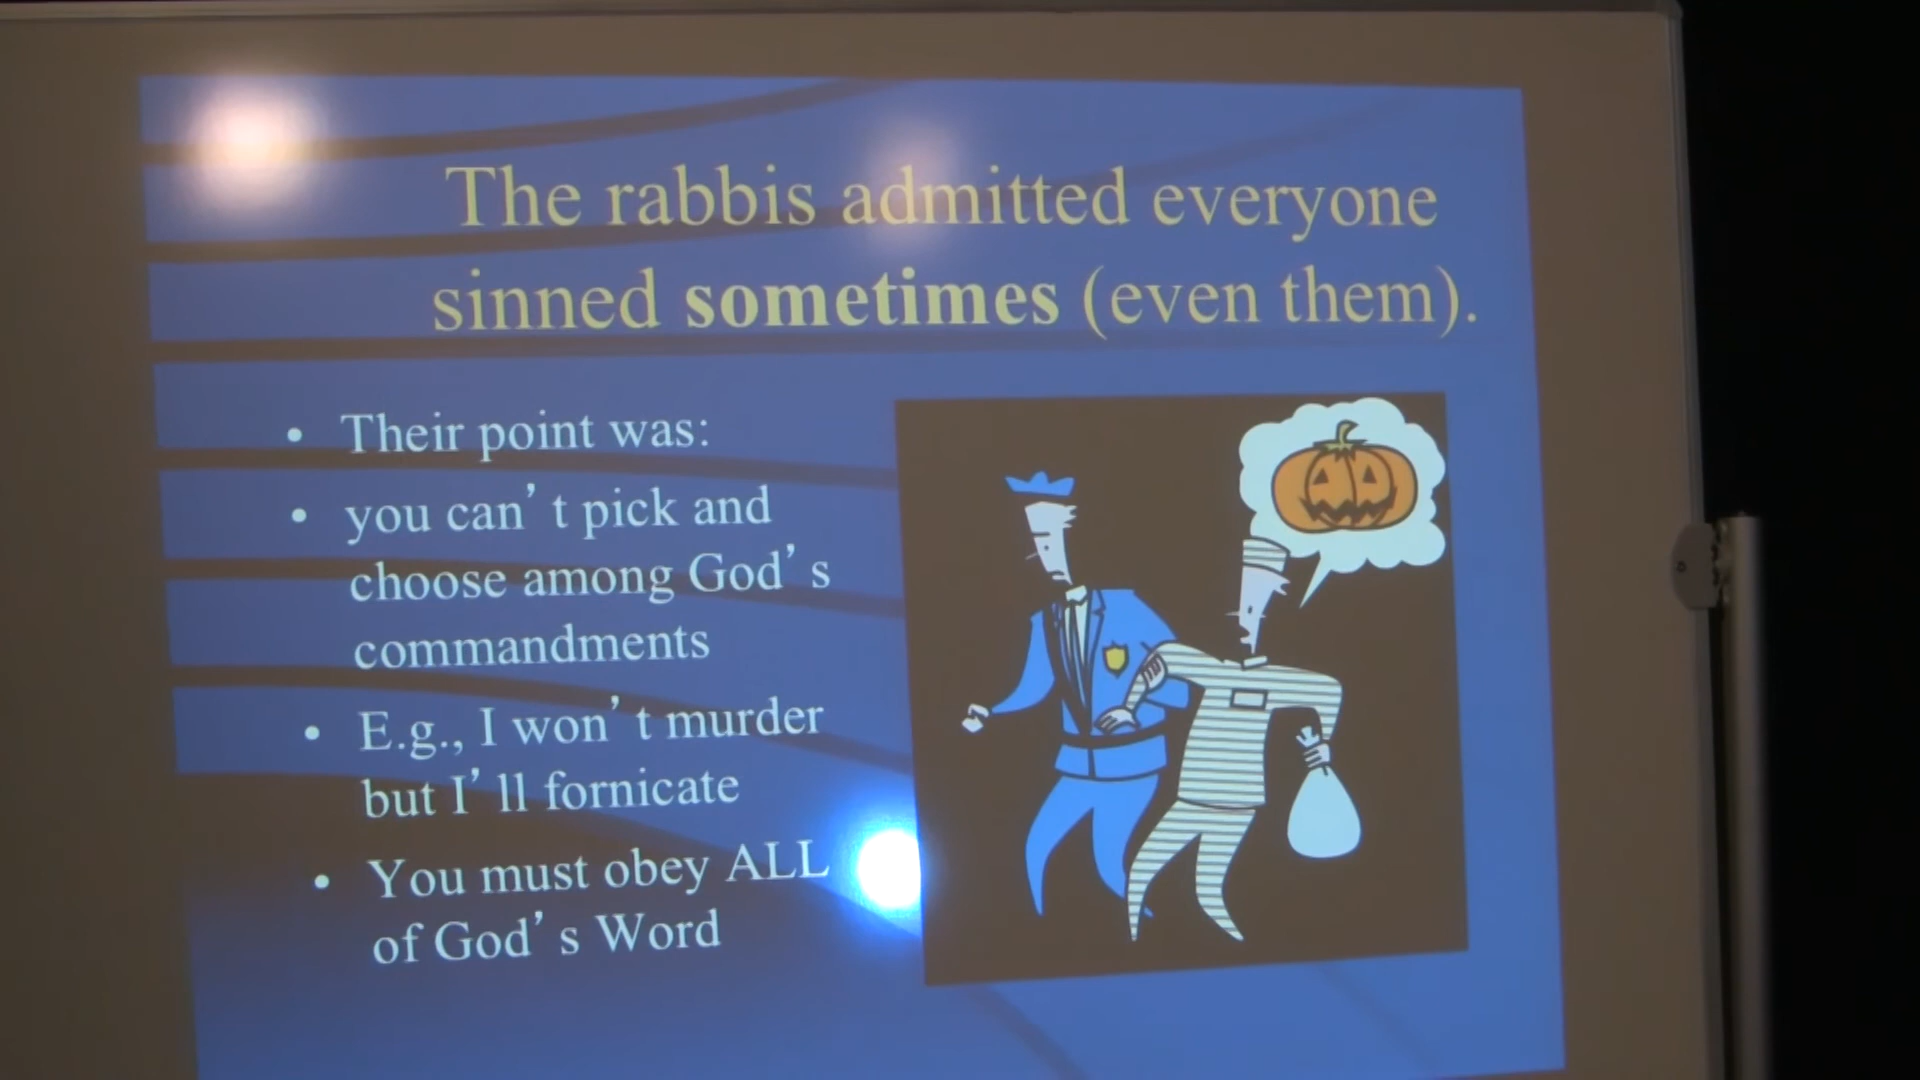 The rabbis admitted everyone
sinned sometimes (even them).
• Their point was:
• you can’t pick and
choose among God’s
commandments
• E.g., I won’t murder
but I’ll fornicate
• You must obey ALL
of God’s Word